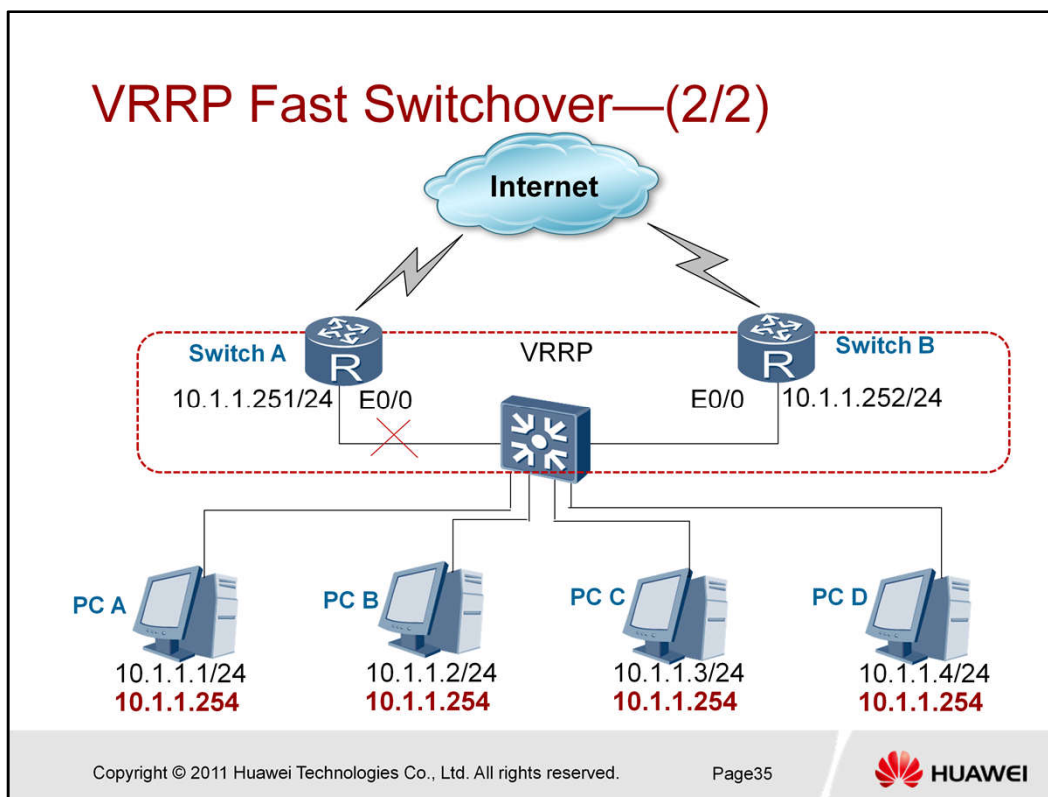 VRRP Fast Switchover—(2/2)
Internet
Switch A
VRRP
Switch B
R
R
10.1.1.251/24
E0/0
E0/0
10.1.1.252/24
PC A
PC B
PC C
PC D
10.1.1.1/24
10.1.1.2/24
10.1.1.3/24
10.1.1.4/24
10.1.1.254
10.1.1.254
10.1.1.254
10.1.1.254
Copyright © 2011 Huawei Technologies Co., Ltd. All rights reserved.
Page35
HUAWEI